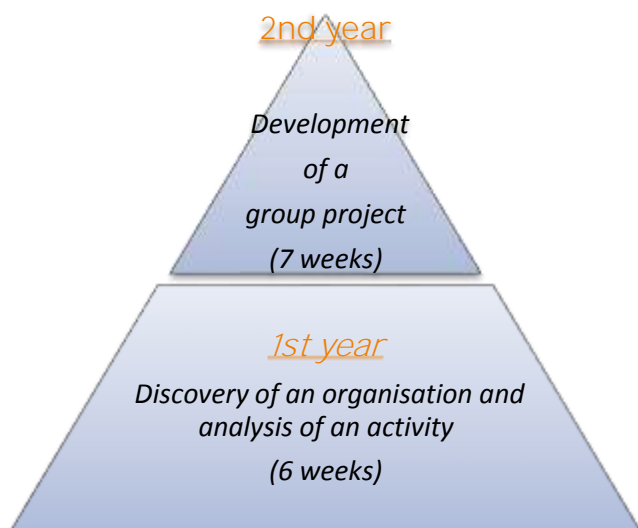 2nd year
Development
of a
group project
(7 weeks)
1st year
Discovery of an organisation and
analysis of an activity
(6 weeks)